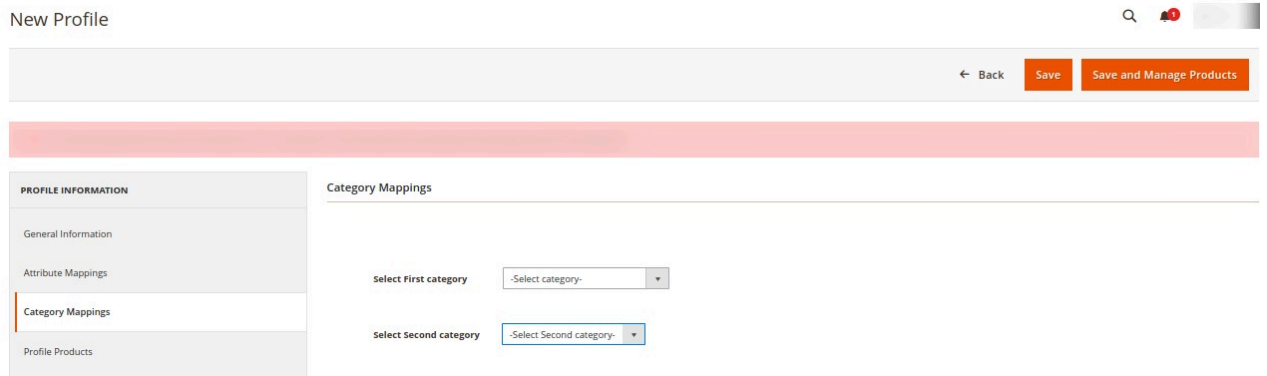 New Profile
1
← Back
Save
Save and Manage Products
PROFILE INFORMATION
General Information
Attribute Mappings
Category Mappings
Profile Products
Category Mappings
Select First category
-Select category-
Select Second category
-Select Second category-